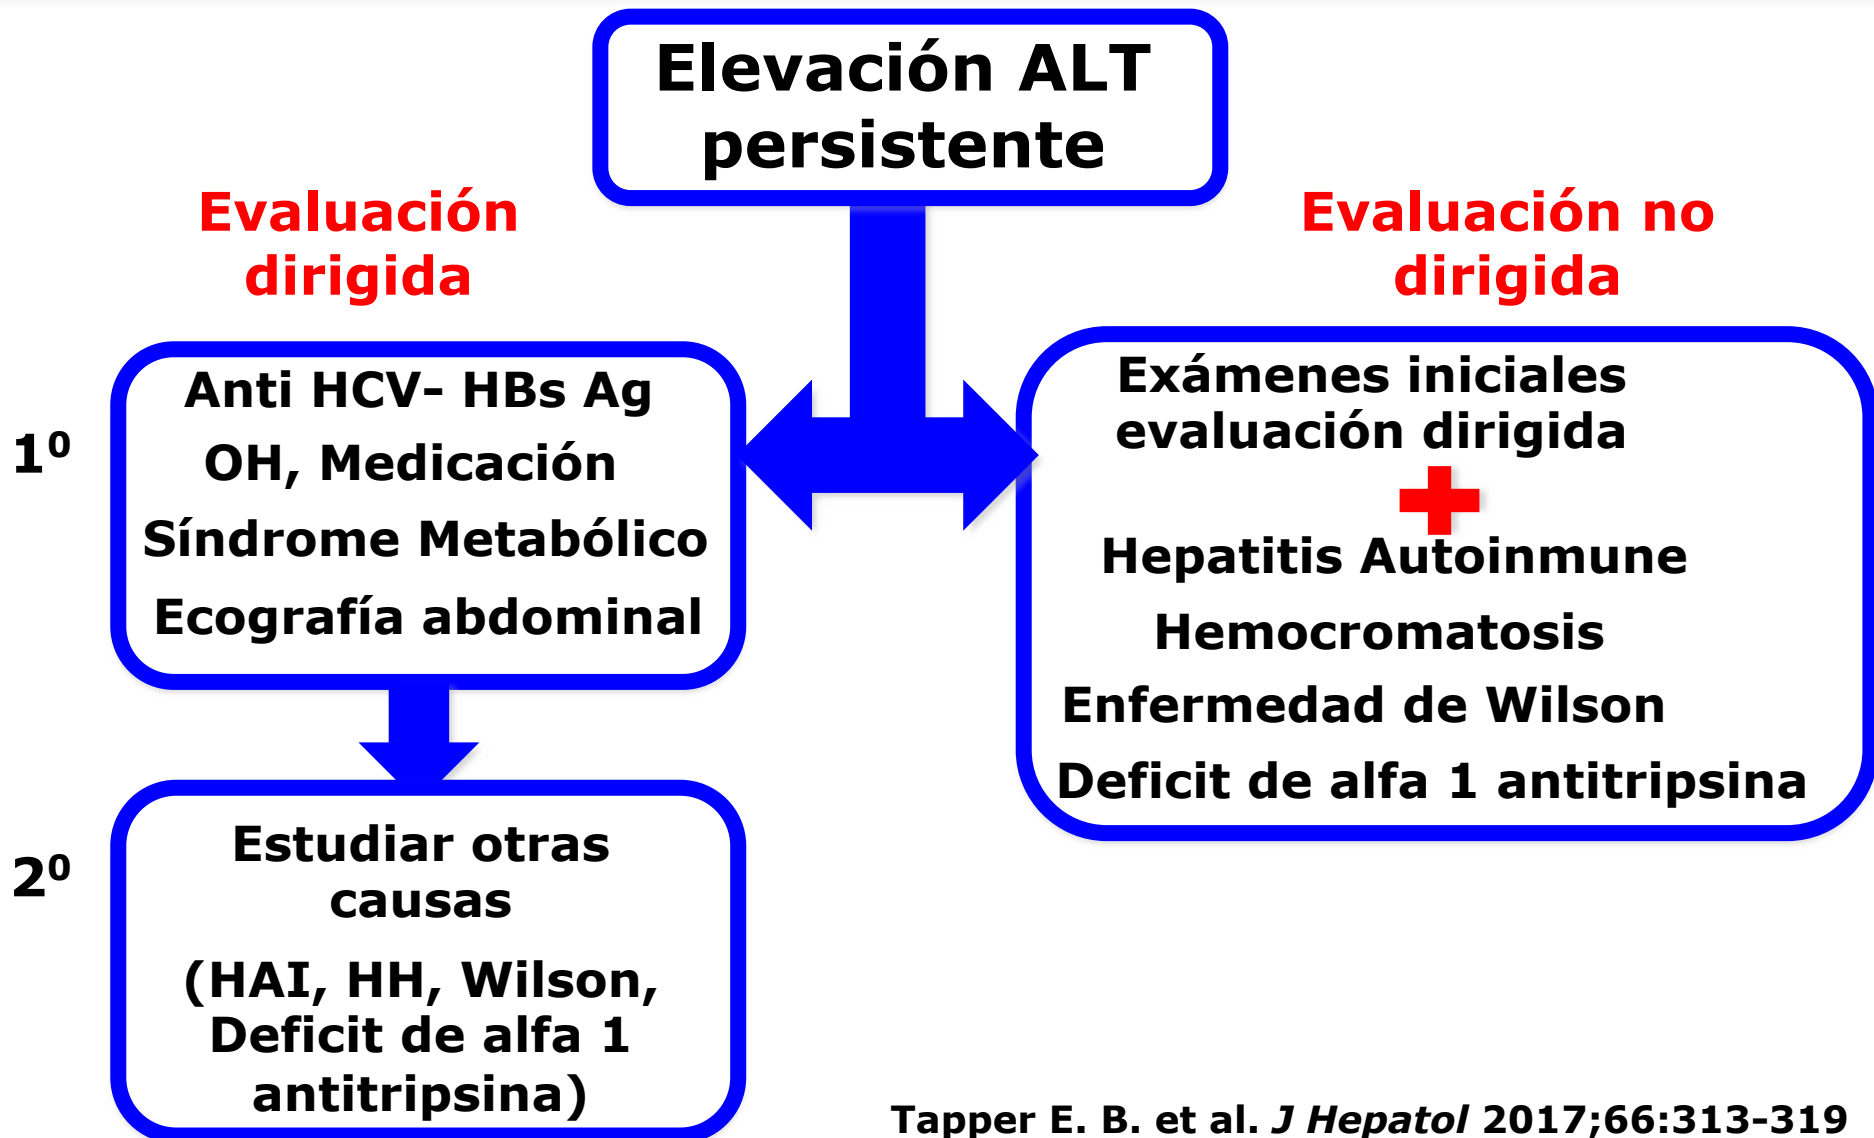 Elevación ALT
persistente
Evaluación
dirigida
Evaluación no
dirigida
1⁰
Anti HCV– HBs Ag
OH, Medicación
Síndrome Metabólico
Ecografía abdominal
Exámenes iniciales
evaluación dirigida
Hepatitis Autoinmune
Hemocromatosis
Enfermedad de Wilson
Deficit de alfa 1 antitripsina
2⁰
Estudiar otras
causas
(HAI, HH, Wilson,
Deficit de alfa 1
antitripsina)
Tapper E. B. et al. J Hepatol 2017;66:313-319